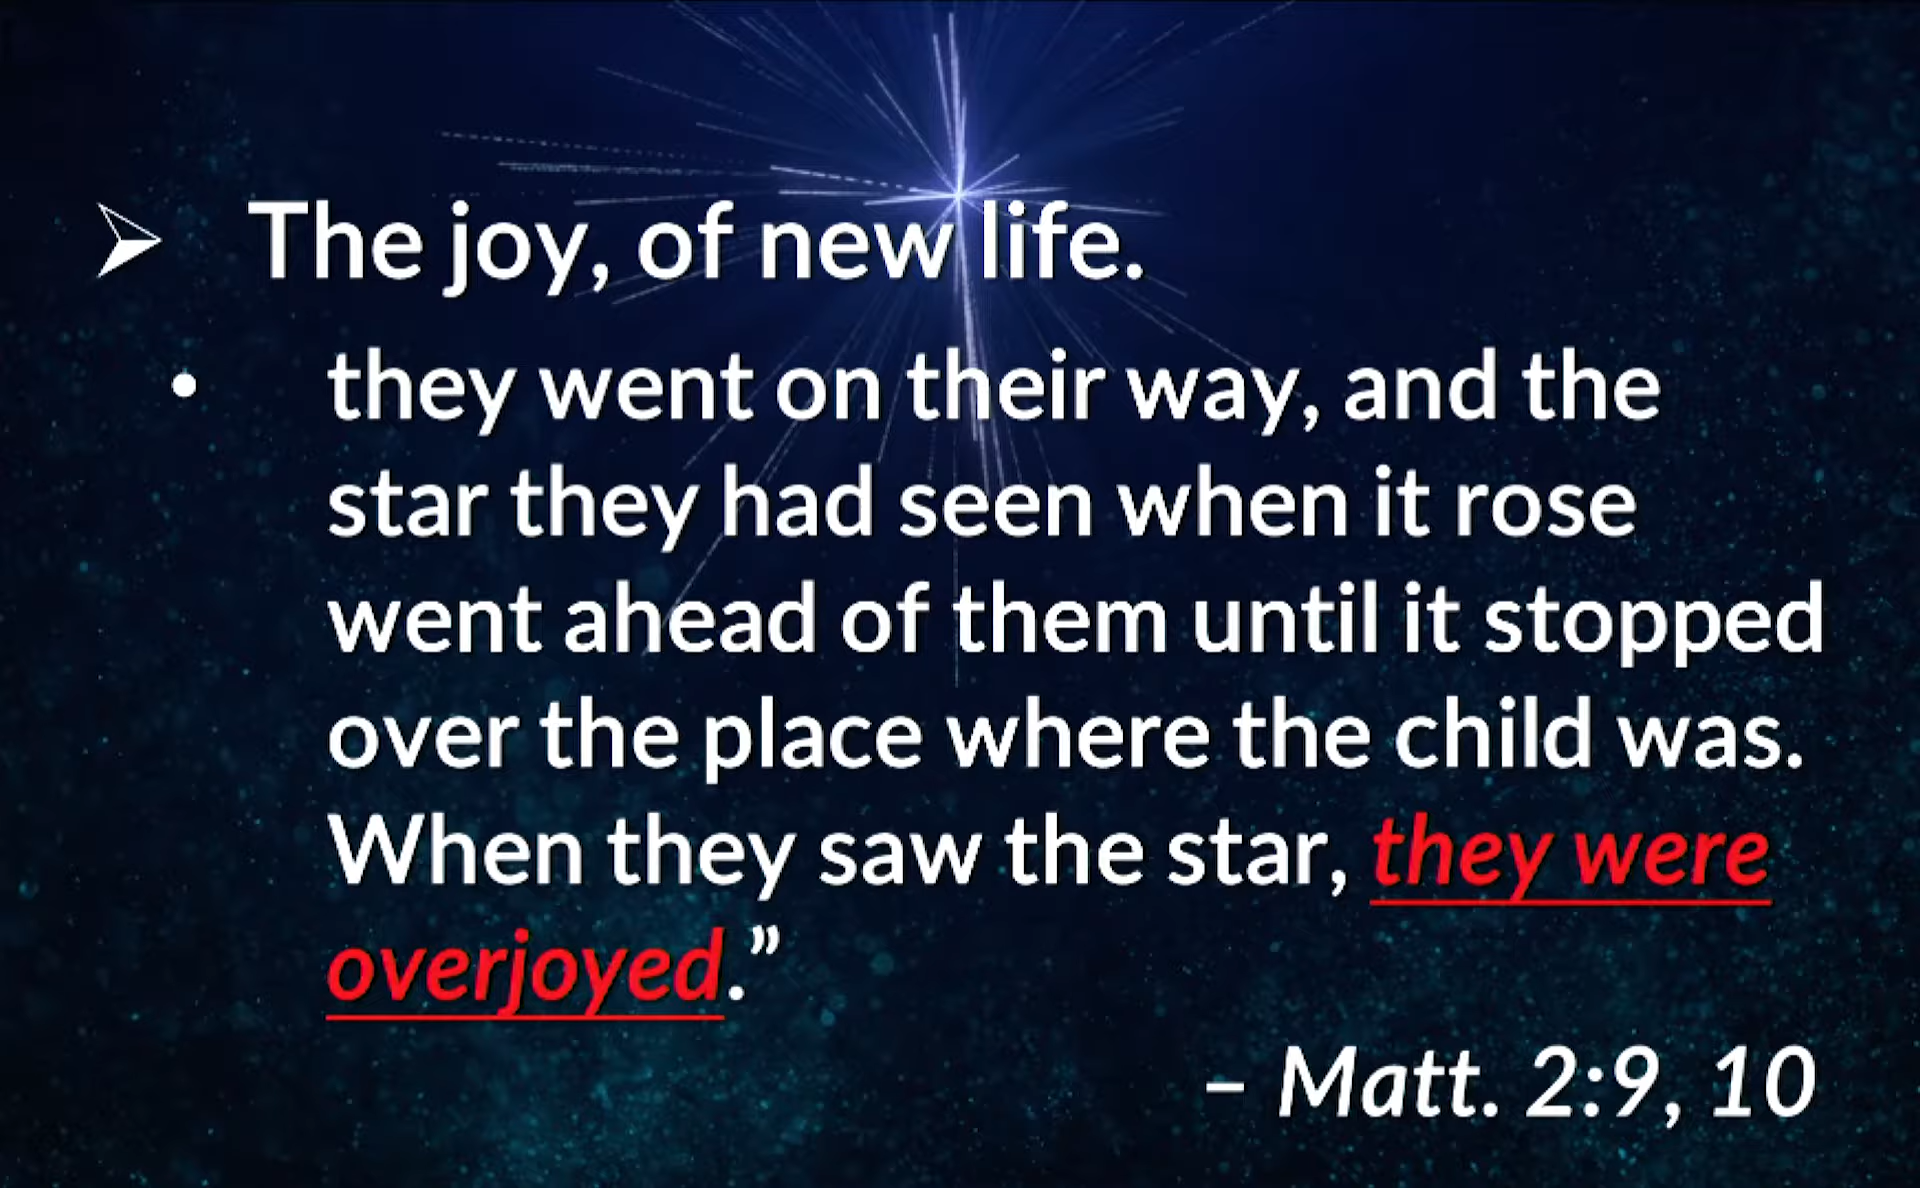 ➢ The joy, of new life.
• they went on their way, and the
star they had seen when it rose
went ahead of them until it stopped
over the place where the child was.
When they saw the star, they were
overjoyed.”
– Matt. 2:9, 10